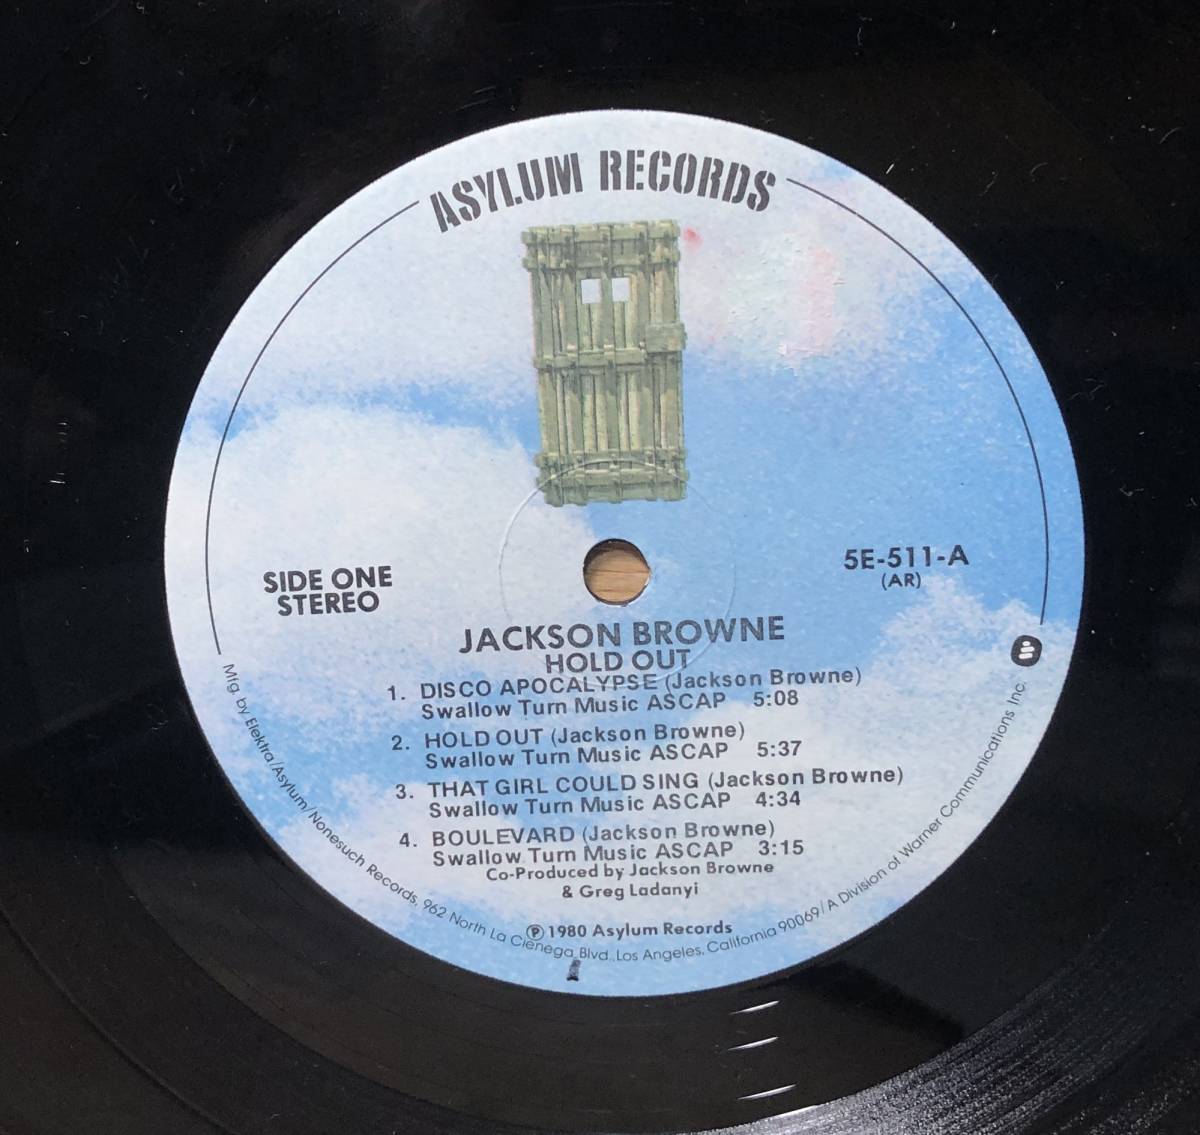 ASYLUM RECORDS
SIDE ONE
STEREO
5E-511-A
(AR)
JACKSON BROWNE
HOLD OUT
1. DISCO APOCALYPSE (Jackson Browne)
Swallow Turn Music ASCAP 5:08
2. HOLD OUT (Jackson Browne)
Swallow Turn Music ASCAP 5:37
3. THAT GIRL COULD SING (Jackson Browne)
Swallow Turn Music ASCAP 4:34
4. BOULEVARD (Jackson Browne)
Swallow Turn Music ASCAP 3:15
Co-Produced by Jackson Browne
& Greg Ladanyi
℗ 1980 Asylum Records
Mfg. by Elektra/Asylum/Nonesuch Records, 962 North La Cienega Blvd., Los Angeles, California 90069/A Division of Warner Communications Inc.